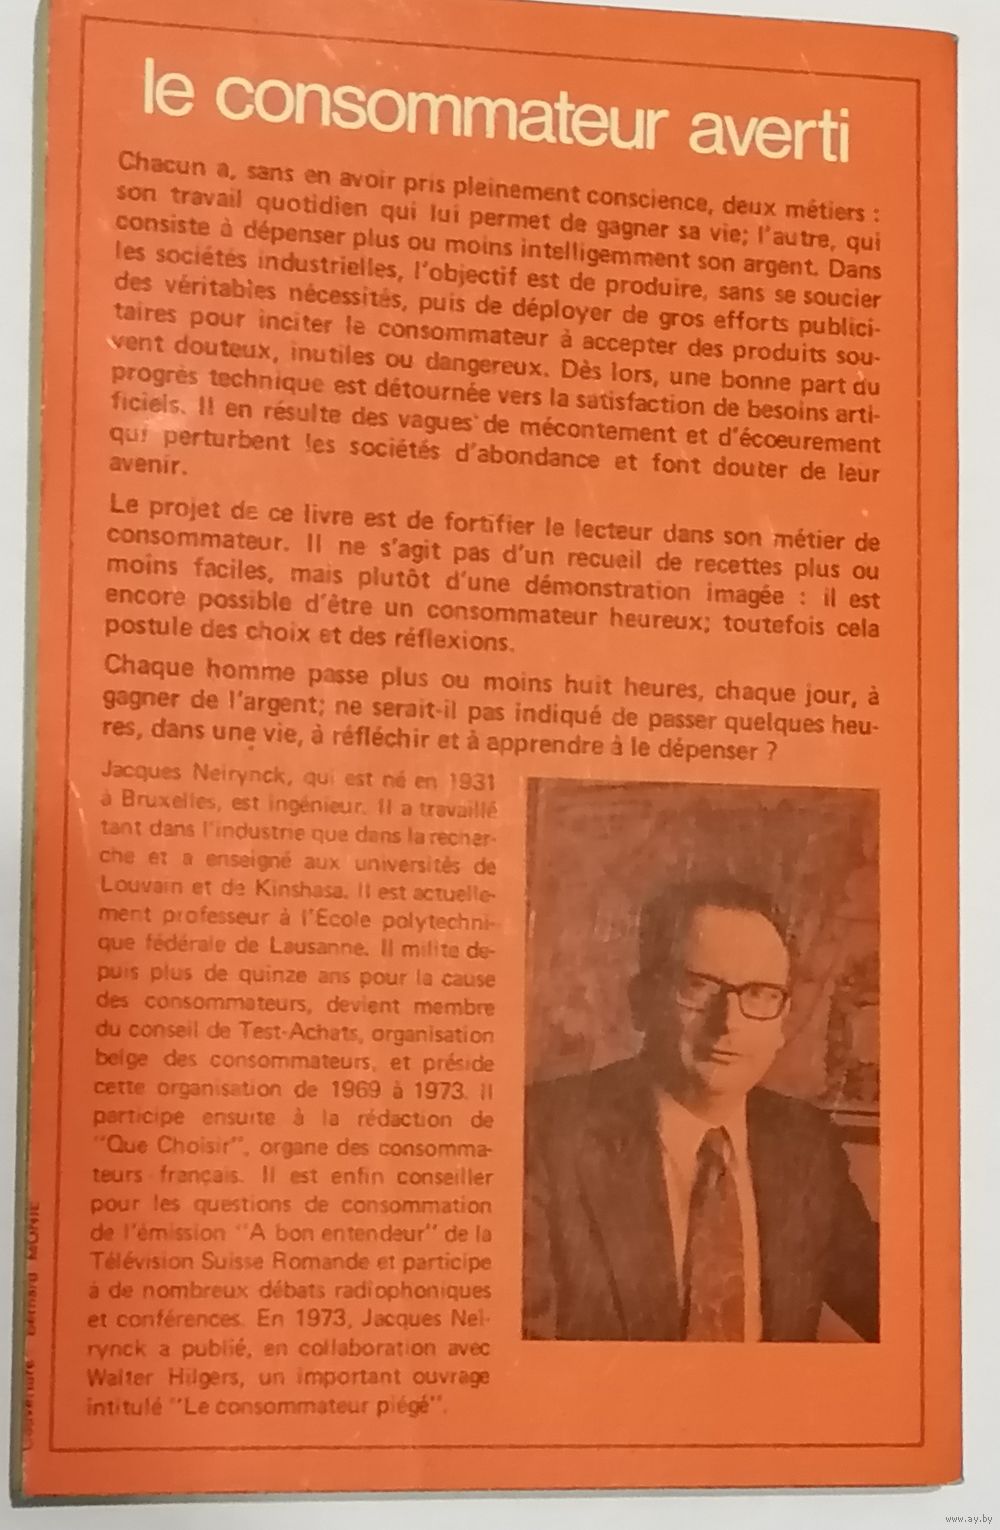 le consommateur averti
Chacun a, sans en avoir pris pleinement conscience, deux métiers :
son travail quotidien qui lui permet de gagner sa vie; l'autre, qui
consiste à dépenser plus ou moins intelligemment son argent. Dans
les sociétés industrielles, l'objectif est de produire, sans se soucier
des véritables nécessités, puis de déployer de gros efforts publici-
taires pour inciter le consommateur à accepter des produits sou-
vent douteux, inutiles ou dangereux. Dès lors, une bonne part du
progrès technique est détournée vers la satisfaction de besoins arti-
ficiels. Il en résulte des vagues de mécontement et d'écœurement
qui perturbent les sociétés d'abondance et font douter de leur
avenir.
Le projet de ce livre est de fortifier le lecteur dans son métier de
consommateur. Il ne s'agit pas d'un recueil de recettes plus ou
moins faciles, mais plutôt d'une démonstration imagée : il est
encore possible d'être un consommateur heureux; toutefois cela
postule des choix et des réflexions.
Chaque homme passe plus ou moins huit heures, chaque jour, à
gagner de l'argent; ne serait-il pas indiqué de passer quelques heu-
res, dans une vie, à réfléchir et à apprendre à le dépenser ?
Jacques Neirynck, qui est né en 1931
à Bruxelles, est ingénieur. Il a travaillé
tant dans l'industrie que dans la recher-
che et a enseigné aux universités de
Louvain et de Kinshasa. Il est actuelle-
ment professeur à l'École polytechni-
que fédérale de Lausanne. Il milite de-
puis plus de quinze ans pour la cause
des consommateurs, devient membre
du conseil de Test-Achats, organisation
belge des consommateurs, et préside
cette organisation de 1969 à 1973. Il
participe ensuite à la rédaction de
"Que Choisir", organe des consomma-
teurs français. Il est enfin conseiller
pour les questions de consommation
de l'émission "A bon entendeur" de la
Télévision Suisse Romande et participe
à de nombreux débats radiophoniques
et conférences. En 1973, Jacques Nei-
rynck a publié, en collaboration avec
Walter Hilgers, un important ouvrage
intitulé "Le consommateur piégé".
Couverture : Bernard MONIE
www.ay.by